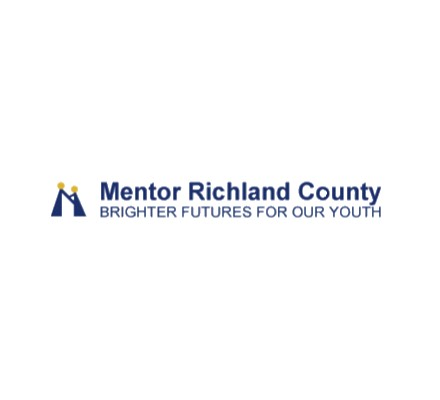 Mentor Richland County
BRIGHTER FUTURES FOR OUR YOUTH